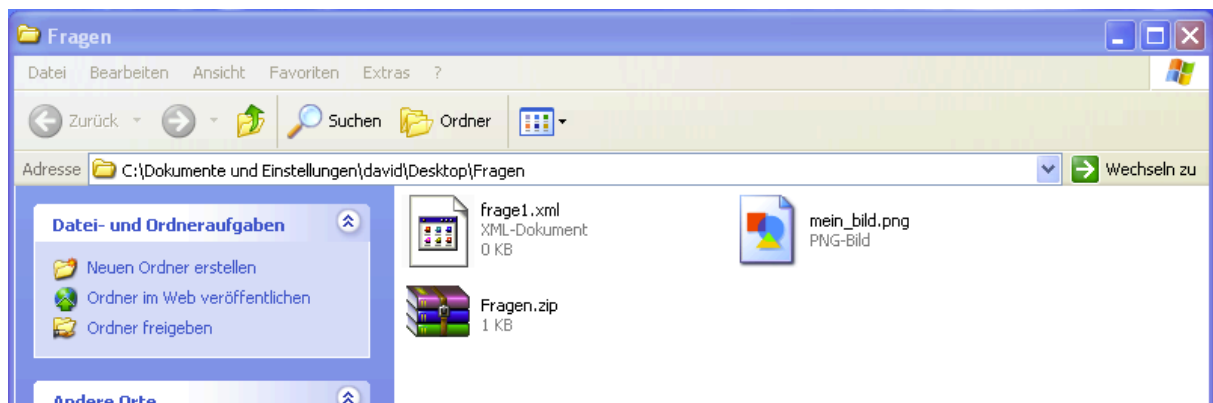 Fragen
Datei Bearbeiten Ansicht Favoriten Extras ?
Zurück Suchen Ordner
Adresse C:\Dokumente und Einstellungen\david\Desktop\Fragen Wechseln zu
Datei- und Ordneraufgaben
Neuen Ordner erstellen
Ordner im Web veröffentlichen
Ordner freigeben
Andere Orte
frage1.xml
XML-Dokument
0 KB
mein_bild.png
PNG-Bild
Fragen.zip
1 KB